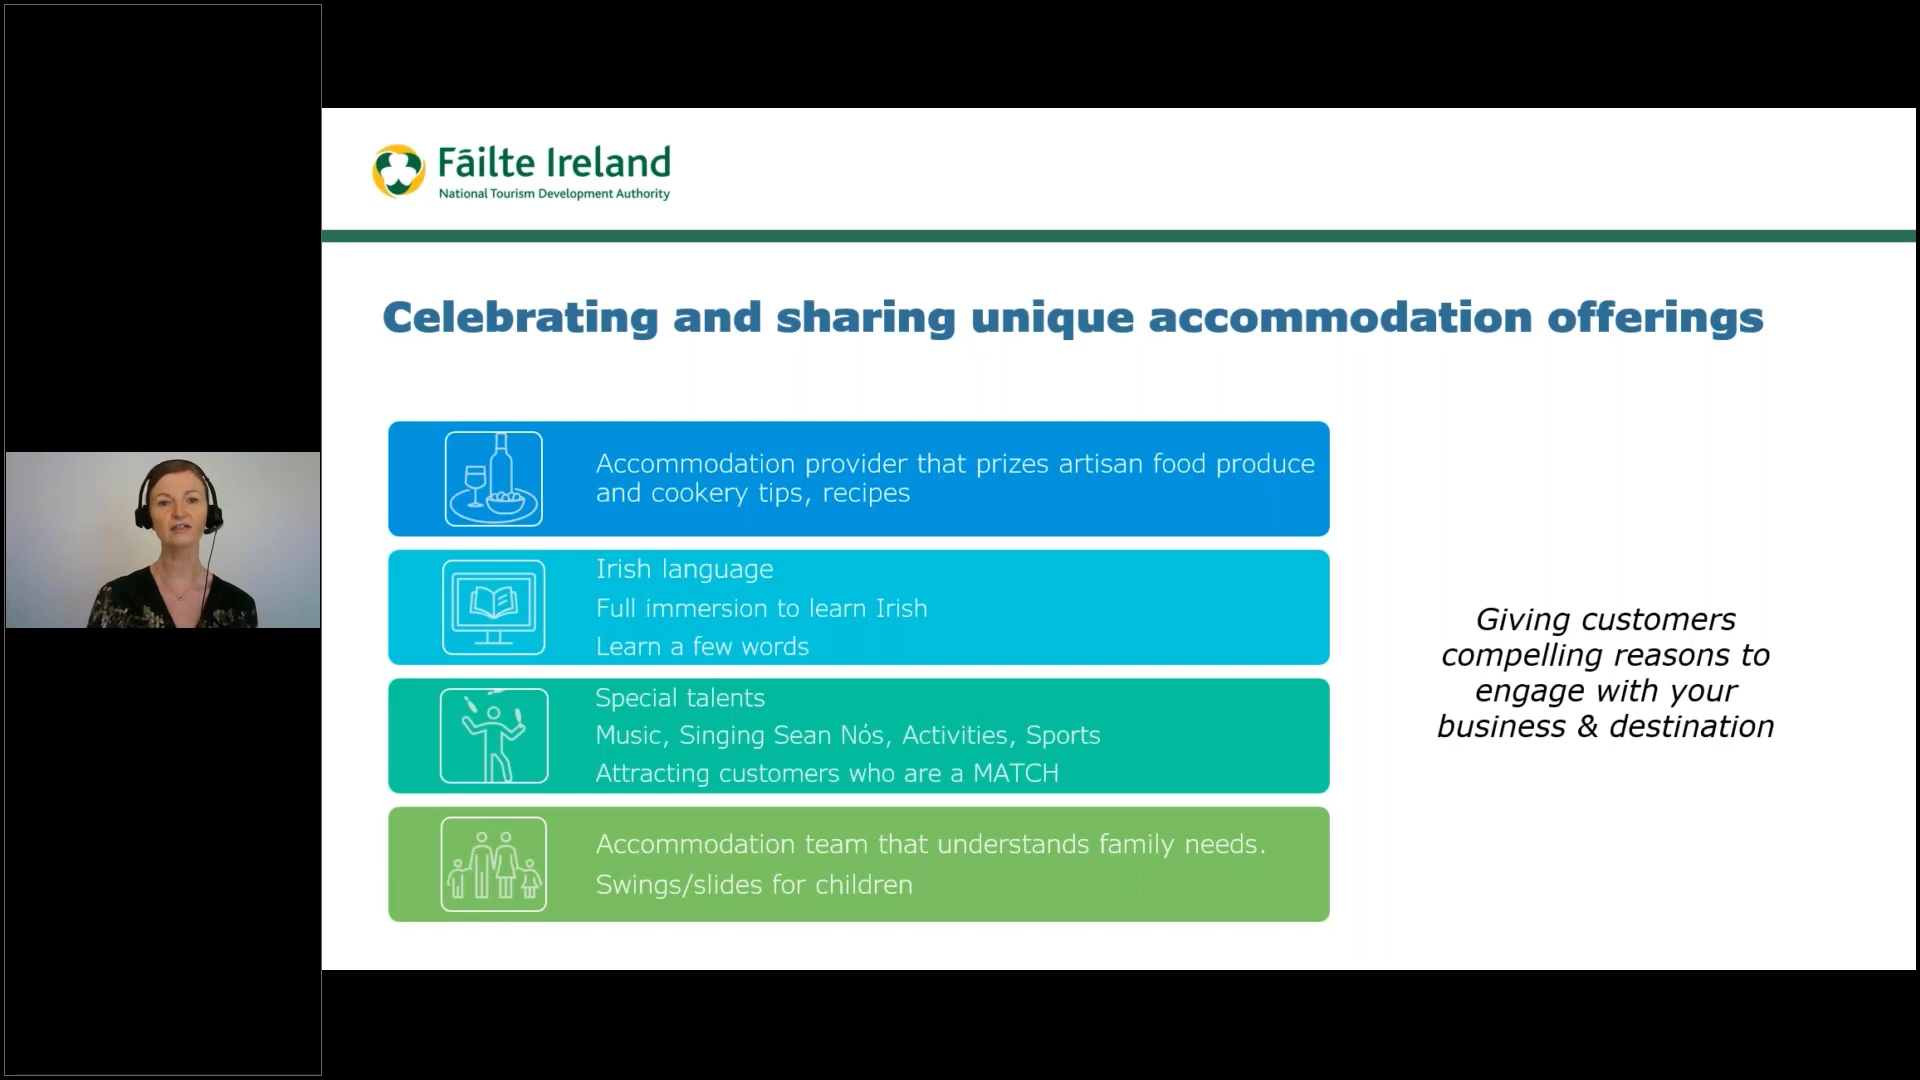 Fáilte Ireland
National Tourism Development Authority
Celebrating and sharing unique accommodation offerings
Accommodation provider that prizes artisan food produce
and cookery tips, recipes
Irish language
Full immersion to learn Irish
Learn a few words
Special talents
Music, Singing Sean Nós, Activities, Sports
Attracting customers who are a MATCH
Accommodation team that understands family needs.
Swings/slides for children
Giving customers
compelling reasons to
engage with your
business & destination